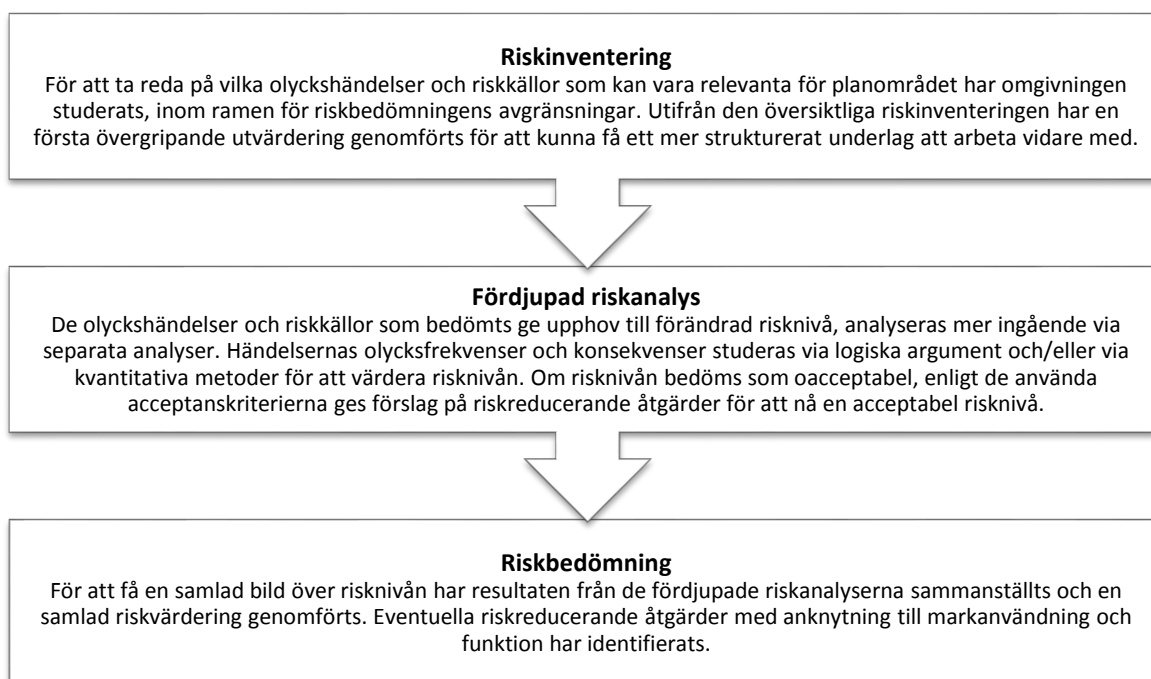 Riskinventering
För att ta reda på vilka olyckshändelser och riskkällor som kan vara relevanta för planområdet har omgivningen
studerats, inom ramen för riskbedömningens avgränsningar. Utifrån den översiktliga riskinventeringen har en
första övergripande utvärdering genomförts för att kunna få ett mer strukturerat underlag att arbeta vidare med.
Fördjupad riskanalys
De olyckshändelser och riskkällor som bedömts ge upphov till förändrad risknivå, analyseras mer ingående via
separata analyser. Händelsernas olycksfrekvenser och konsekvenser studeras via logiska argument och/eller via
kvantitativa metoder för att värdera risknivån. Om risknivån bedöms som oacceptabel, enligt de använda
acceptanskriterierna ges förslag på riskreducerande åtgärder för att nå en acceptabel risknivå.
Riskbedömning
För att få en samlad bild över risknivån har resultaten från de fördjupade riskanalyserna sammanställts och en
samlad riskvärdering genomförts. Eventuella riskreducerande åtgärder med anknytning till markanvändning och
funktion har identifierats.